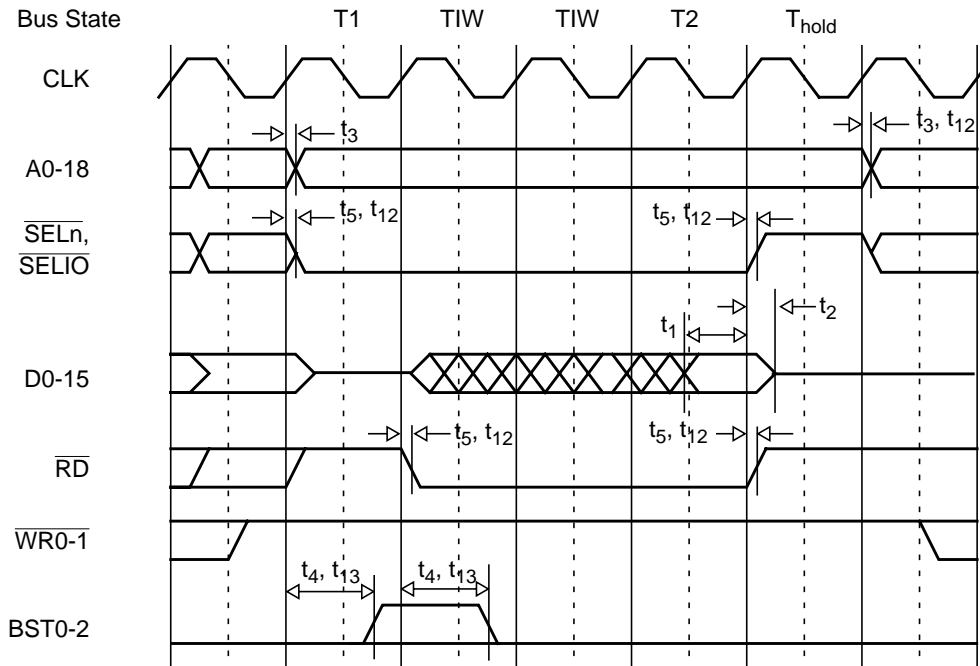 Bus State T1 TIW TIW T2 Thold
CLK
t3 t3, t12
A0-18
t5, t12 t5, t12
SELn,
SELIO
t1 t2
D0-15
t5, t12 t5, t12
RD
WR0-1
t4, t13 t4, t13
BST0-2